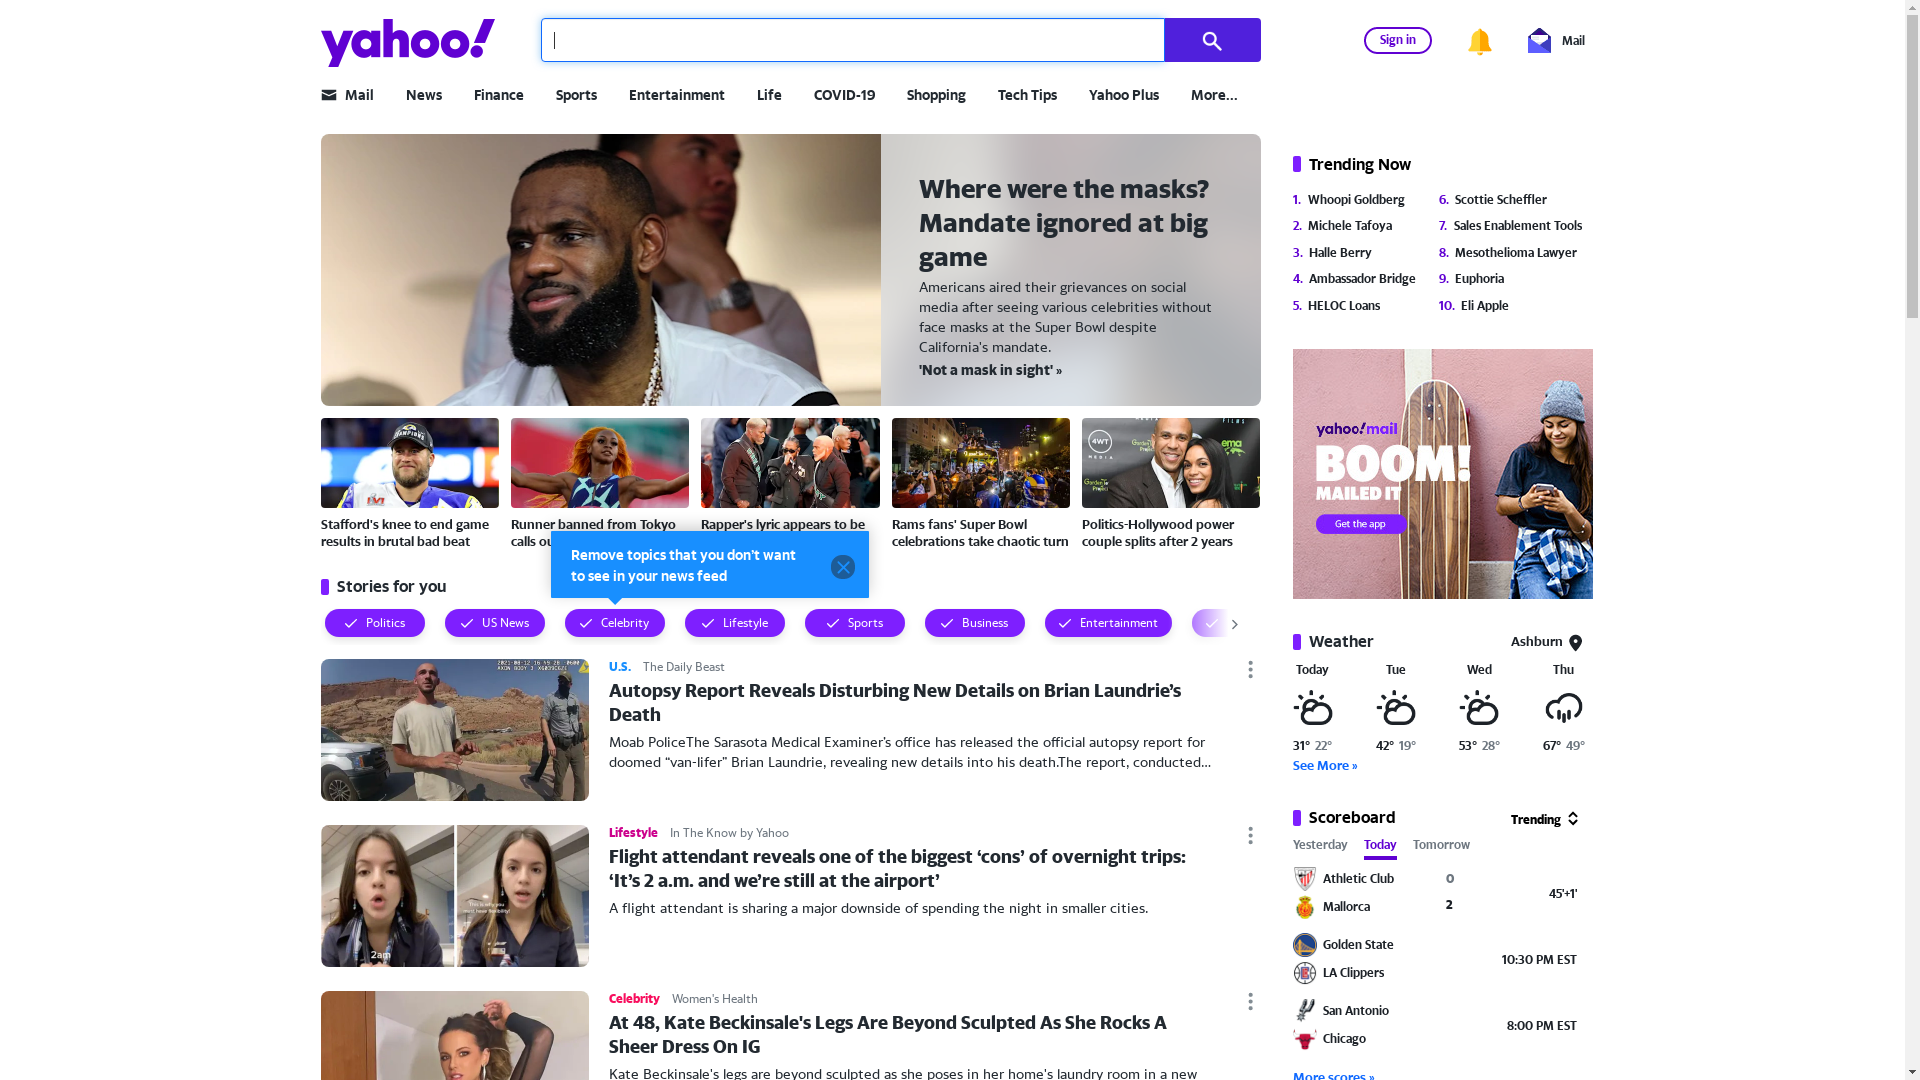 yahoo!
Sign in
Mail
Mail
News
Finance
Sports
Entertainment
Life
COVID-19
Shopping
Tech Tips
Yahoo Plus
More...
Where were the masks?
Mandate ignored at big
game
Americans aired their grievances on social
media after seeing various celebrities without
face masks at the Super Bowl despite
California's mandate.
'Not a mask in sight' »
Stafford's knee to end game
results in brutal bad beat
Runner banned from Tokyo
calls
Rapper's lyric appears to be
Rams fans' Super Bowl
celebrations take chaotic turn
4WT
MEDIA
Politics-Hollywood power
couple splits after 2 years
Remove topics that you don't want
to see in your news feed
Stories for you
Politics
US News
Celebrity
Lifestyle
Sports
Business
Entertainment
U.S.
The Daily Beast
Autopsy Report Reveals Disturbing New Details on Brian Laundrie’s
Death
Moab PoliceThe Sarasota Medical Examiner’s office has released the official autopsy report for
doomed “van-lifer” Brian Laundrie, revealing new details into his death.The report, conducted...
2am
Lifestyle
In The Know by Yahoo
Flight attendant reveals one of the biggest ‘cons’ of overnight trips:
‘It’s 2 a.m. and we’re still at the airport’
A flight attendant is sharing a major downside of spending the night in smaller cities.
Celebrity
Women's Health
At 48, Kate Beckinsale's Legs Are Beyond Sculpted As She Rocks A
Sheer Dress On IG
Kate Beckinsale's legs are beyond sculpted as she poses in her home's laundry room in a new
Trending Now
1. Whoopi Goldberg
2. Michele Tafoya
3. Halle Berry
4. Ambassador Bridge
5. HELOC Loans
6. Scottie Scheffler
7. Sales Enablement Tools
8. Mesothelioma Lawyer
9. Euphoria
10. Eli Apple
yahoo!mail
BOOM!
MAILED IT
Get the app
Weather
Ashburn
Today
Tue
Wed
Thu
31° 22°
42° 19°
53° 28°
67° 49°
See More »
Scoreboard
Trending
Yesterday
Today
Tomorrow
Athletic Club 0
Mallorca 2
45'+1'
Golden State
LA Clippers
10:30 PM EST
San Antonio
Chicago
8:00 PM EST
More scores »